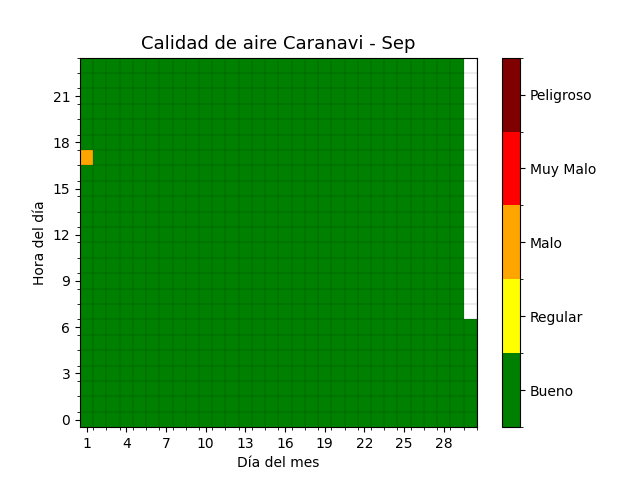 Calidad de aire Caranavi - Sep
Hora del día
21
18
15
12
9
6
3
0
1 4 7 10 13 16 19 22 25 28
Día del mes
Peligroso
Muy Malo
Malo
Regular
Bueno